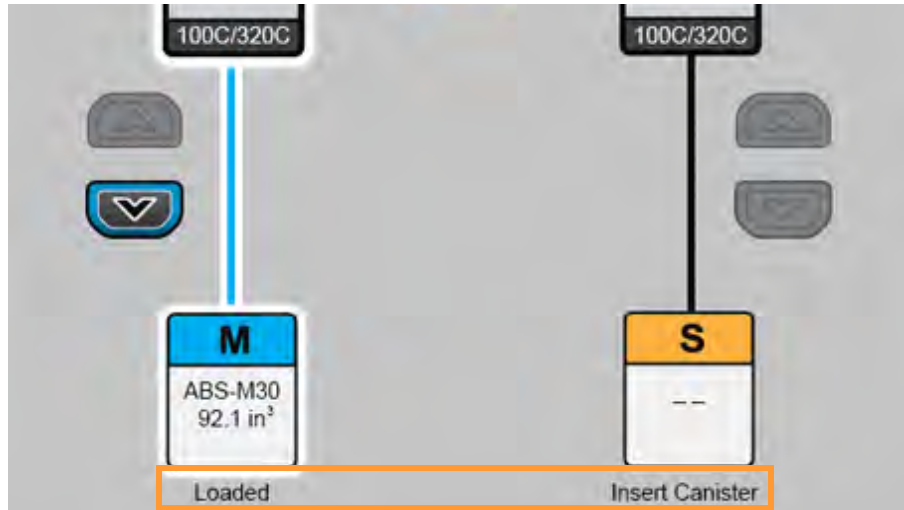 100C/320C 100C/320C
M S
ABS-M30
92.1 in³
--
Loaded Insert Canister